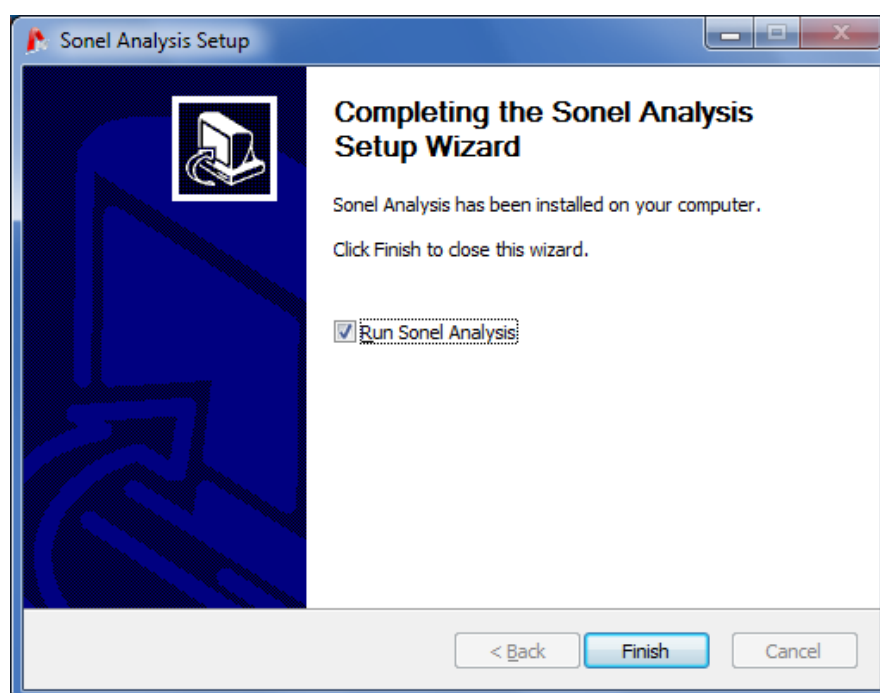 Sonel Analysis Setup
Completing the Sonel Analysis
Setup Wizard
Sonel Analysis has been installed on your computer.
Click Finish to close this wizard.
Run Sonel Analysis
< Back
Finish
Cancel